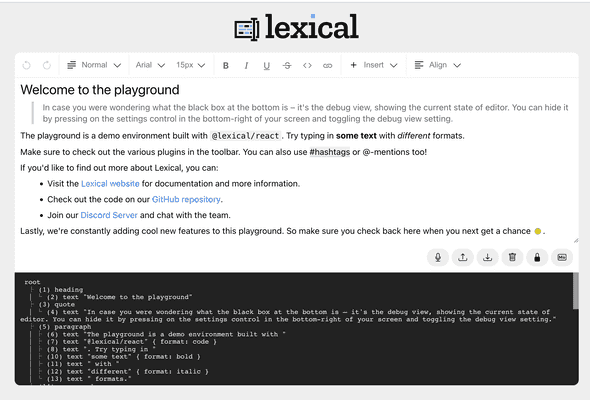 lexical
Normal Arial 15px B I U S <> Insert Align
Welcome to the playground
In case you were wondering what the black box at the bottom is – it's the debug view, showing the current state of editor. You can hide it
by pressing on the settings control in the bottom-right of your screen and toggling the debug view setting.
The playground is a demo environment built with @lexical/react. Try typing in some text with different formats.
Make sure to check out the various plugins in the toolbar. You can also use #hashtags or @-mentions too!
If you'd like to find out more about Lexical, you can:
• Visit the Lexical website for documentation and more information.
• Check out the code on our GitHub repository.
• Join our Discord Server and chat with the team.
Lastly, we're constantly adding cool new features to this playground. So make sure you check back here when you next get a chance 🙂.
root
├ (1) heading
| └ (2) text "Welcome to the playground"
├ (3) quote
| └ (4) text "In case you were wondering what the black box at the bottom is – it's the debug view, showing the current state of
editor. You can hide it by pressing on the settings control in the bottom-right of your screen and toggling the debug view setting."
├ (5) paragraph
| ├ (6) text "The playground is a demo environment built with "
| ├ (7) text "@lexical/react" { format: code }
| ├ (8) text ". Try typing in "
| ├ (10) text "some text" { format: bold }
| ├ (11) text " with "
| ├ (12) text "different" { format: italic }
| └ (13) text " formats."